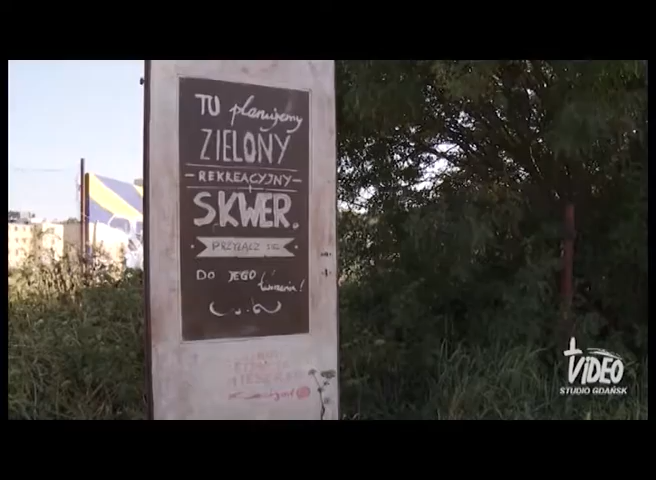 TU planujemy
ZIELONY
REKREACYJNY
+
SKWER.
PRZYŁĄCZ SIĘ
DO JEGO tworzenia!
VIDEO
STUDIO GDAŃSK